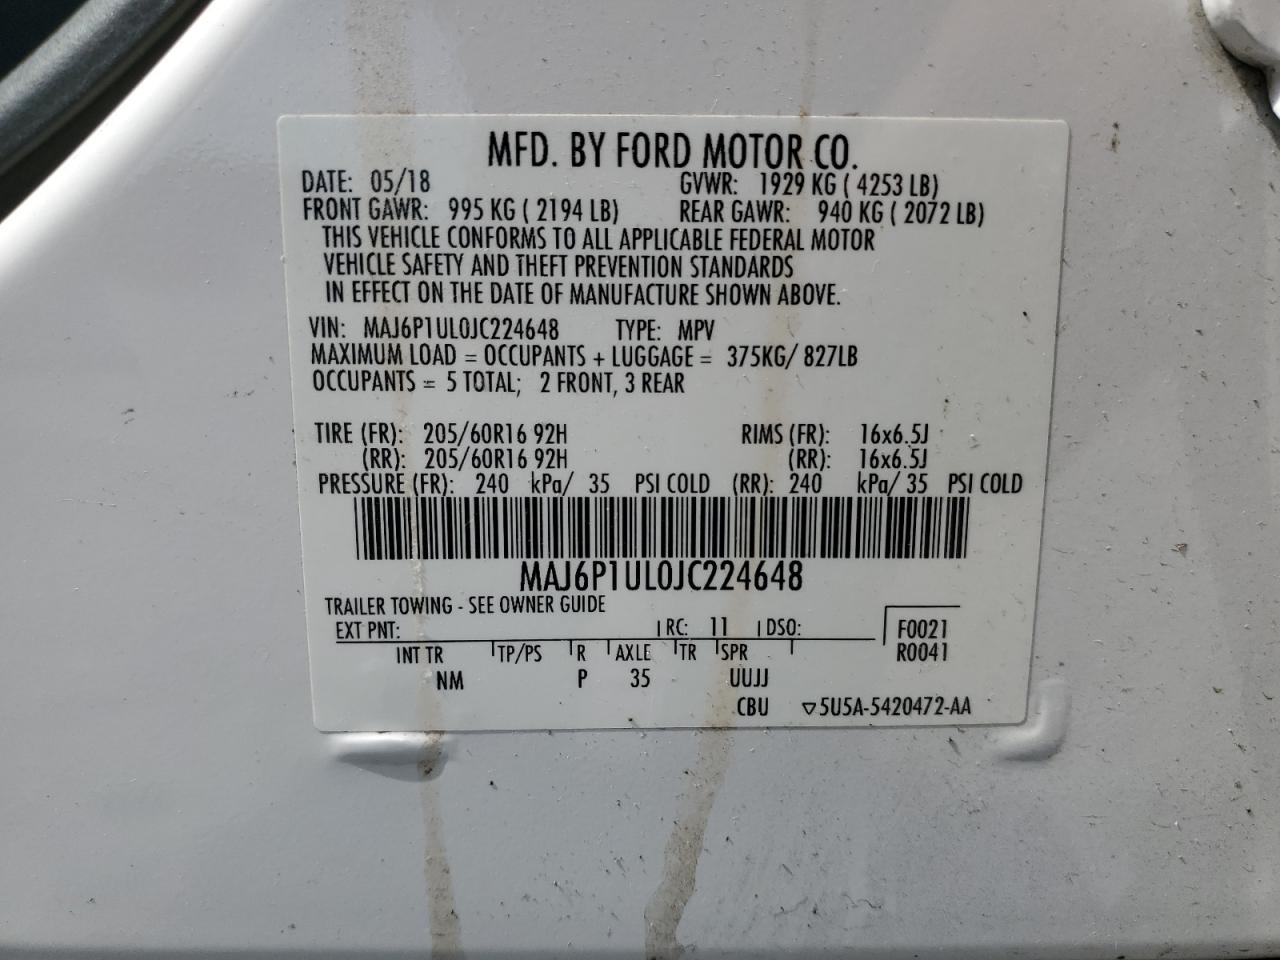 MFD. BY FORD MOTOR CO.
DATE: 05/18 GVWR: 1929 KG ( 4253 LB)
FRONT GAWR: 995 KG ( 2194 LB) REAR GAWR: 940 KG ( 2072 LB)
THIS VEHICLE CONFORMS TO ALL APPLICABLE FEDERAL MOTOR
VEHICLE SAFETY AND THEFT PREVENTION STANDARDS
IN EFFECT ON THE DATE OF MANUFACTURE SHOWN ABOVE.
VIN: MAJ6P1UL0JC224648 TYPE: MPV
MAXIMUM LOAD = OCCUPANTS + LUGGAGE = 375KG/ 827LB
OCCUPANTS = 5 TOTAL; 2 FRONT, 3 REAR
TIRE (FR): 205/60R16 92H RIMS (FR): 16x6.5J
(RR): 205/60R16 92H (RR): 16x6.5J
PRESSURE (FR): 240 kPa/ 35 PSI COLD (RR): 240 kPa/ 35 PSI COLD
MAJ6P1UL0JC224648
TRAILER TOWING - SEE OWNER GUIDE
EXT PNT: RC: 11 DSO: F0021
INT TR TP/PS R AXLE TR SPR R0041
NM P 35 UUJJ
CBU ▽5U5A-5420472-AA